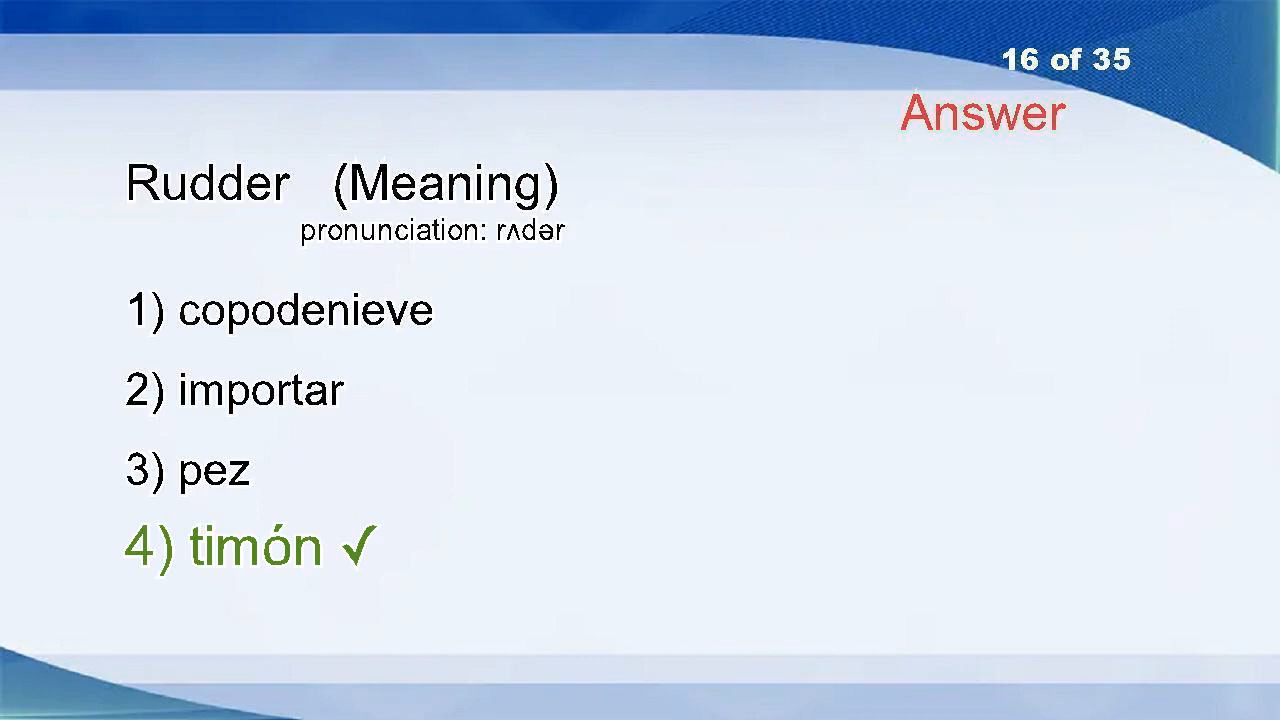 16 of 35
Answer
Rudder (Meaning)
pronunciation: rʌdər
1) copodenieve
2) importar
3) pez
4) timón ✓